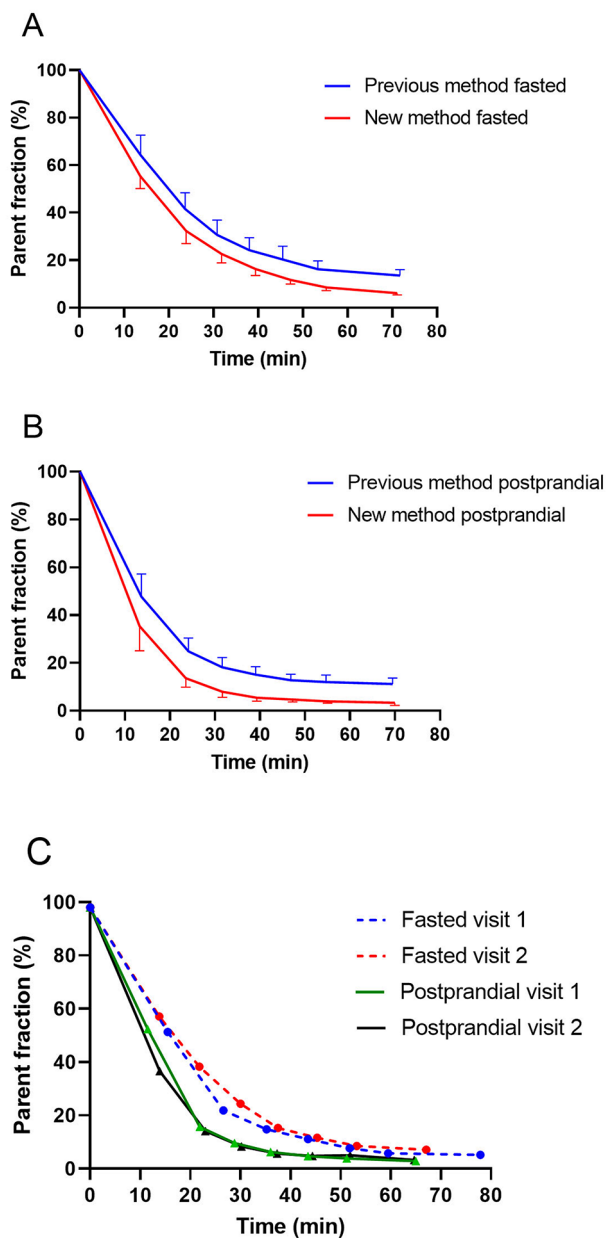 A
Parent fraction (%)
100
80
60
40
20
0
0 10 20 30 40 50 60 70 80
Time (min)
Previous method fasted
New method fasted
B
Parent fraction (%)
100
80
60
40
20
0
0 10 20 30 40 50 60 70 80
Time (min)
Previous method postprandial
New method postprandial
C
Parent fraction (%)
100
80
60
40
20
0
0 10 20 30 40 50 60 70 80
Time (min)
Fasted visit 1
Fasted visit 2
Postprandial visit 1
Postprandial visit 2